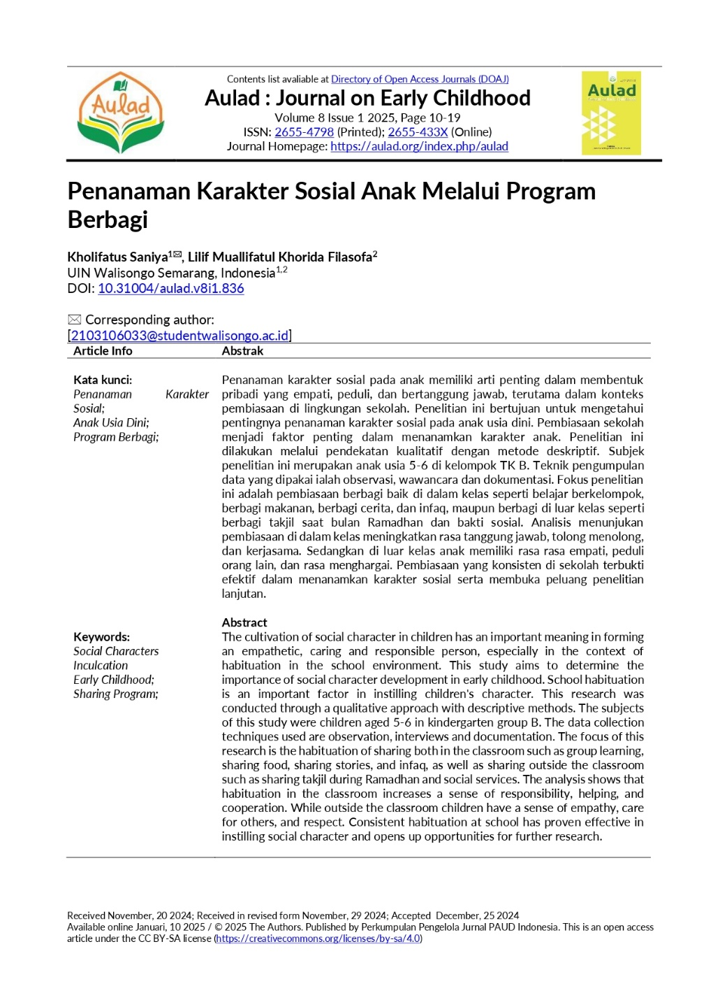 Aulad
Contents list avaliable at Directory of Open Access Journals (DOAJ)
Aulad : Journal on Early Childhood
Volume 8 Issue 1 2025, Page 10-19
ISSN: 2655-4798 (Printed); 2655-433X (Online)
Journal Homepage: https://aulad.org/index.php/aulad
Aulad
Penanaman Karakter Sosial Anak Melalui Program
Berbagi
Kholifatus Saniya1✉, Lilif Muallifatul Khorida Filasofa2
UIN Walisongo Semarang, Indonesia1,2
DOI: 10.31004/aulad.v8i1.836
✉ Corresponding author:
[2103106033@studentwalisongo.ac.id]
Article Info
Abstrak
Kata kunci:
Penanaman Karakter
Sosial;
Anak Usia Dini;
Program Berbagi;
Penanaman karakter sosial pada anak memiliki arti penting dalam membentuk
pribadi yang empati, peduli, dan bertanggung jawab, terutama dalam konteks
pembiasaan di lingkungan sekolah. Penelitian ini bertujuan untuk mengetahui
pentingnya penanaman karakter sosial pada anak usia dini. Pembiasaan sekolah
menjadi faktor penting dalam menanamkan karakter anak. Penelitian ini
dilakukan melalui pendekatan kualitatif dengan metode deskriptif. Subjek
penelitian ini merupakan anak usia 5-6 di kelompok TK B. Teknik pengumpulan
data yang dipakai ialah observasi, wawancara dan dokumentasi. Fokus penelitian
ini adalah pembiasaan berbagi baik di dalam kelas seperti belajar berkelompok,
berbagi makanan, berbagi cerita, dan infaq, maupun berbagi di luar kelas seperti
berbagi takjil saat bulan Ramadhan dan bakti sosial. Analisis menunjukan
pembiasaan di dalam kelas meningkatkan rasa tanggung jawab, tolong menolong,
dan kerjasama. Sedangkan di luar kelas anak memiliki rasa rasa empati, peduli
orang lain, dan rasa menghargai. Pembiasaan yang konsisten di sekolah terbukti
efektif dalam menanamkan karakter sosial serta membuka peluang penelitian
lanjutan.
Abstract
Keywords:
Social Characters
Inculcation
Early Childhood;
Sharing Program;
The cultivation of social character in children has an important meaning in forming
an empathetic, caring and responsible person, especially in the context of
habituation in the school environment. This study aims to determine the
importance of social character development in early childhood. School habituation
is an important factor in instilling children's character. This research was
conducted through a qualitative approach with descriptive methods. The subjects
of this study were children aged 5-6 in kindergarten group B. The data collection
techniques used are observation, interviews and documentation. The focus of this
research is the habituation of sharing both in the classroom such as group learning,
sharing food, sharing stories, and infaq, as well as sharing outside the classroom
such as sharing takjil during Ramadhan and social services. The analysis shows that
habituation in the classroom increases a sense of responsibility, helping, and
cooperation. While outside the classroom children have a sense of empathy, care
for others, and respect. Consistent habituation at school has proven effective in
instilling social character and opens up opportunities for further research.
Received November, 20 2024; Received in revised form November, 29 2024; Accepted December, 25 2024
Available online Januari, 10 2025 / © 2025 The Authors. Published by Perkumpulan Pengelola Jurnal PAUD Indonesia. This is an open access
article under the CC BY-SA license (https://creativecommons.org/licenses/by-sa/4.0)